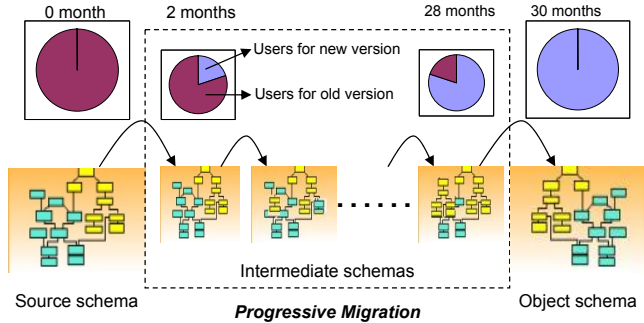 0 month
2 months
28 months
30 months
Users for new version
Users for old version
Intermediate schemas
Source schema
Object schema
Progressive Migration